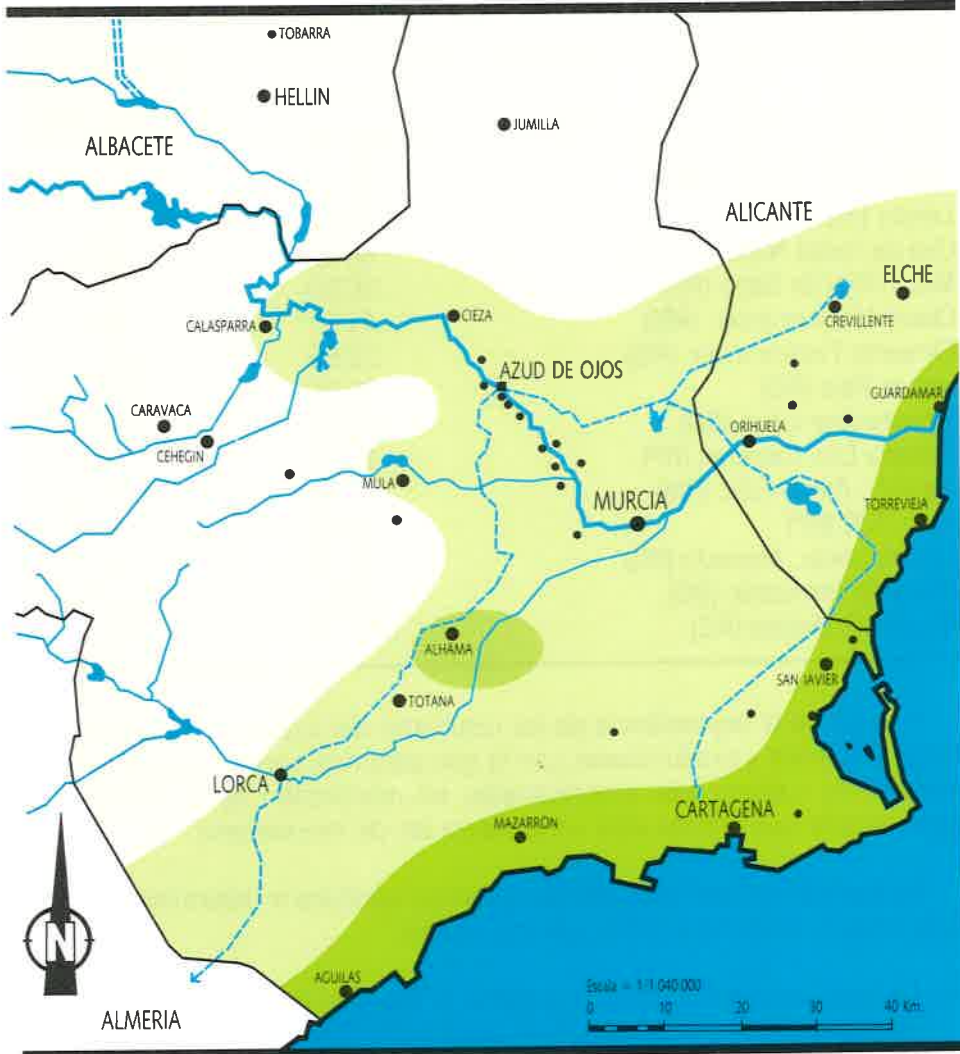 TOBARRA
HELLIN
JUMILLA
ALBACETE
ALICANTE
ELCHE
CREVILLENTE
CALASPARRA
CIEZA
AZUD DE OJOS
GUARDAMAR
CARAVACA
CEHEGIN
ORIHUELA
MULA
MURCIA
TORREVIEJA
ALHAMA
SAN JAVIER
TOTANA
LORCA
CARTAGENA
MAZARRON
N
AGUILAS
ALMERIA
Escala = 1:1 040 000
0 10 20 30 40 Km.